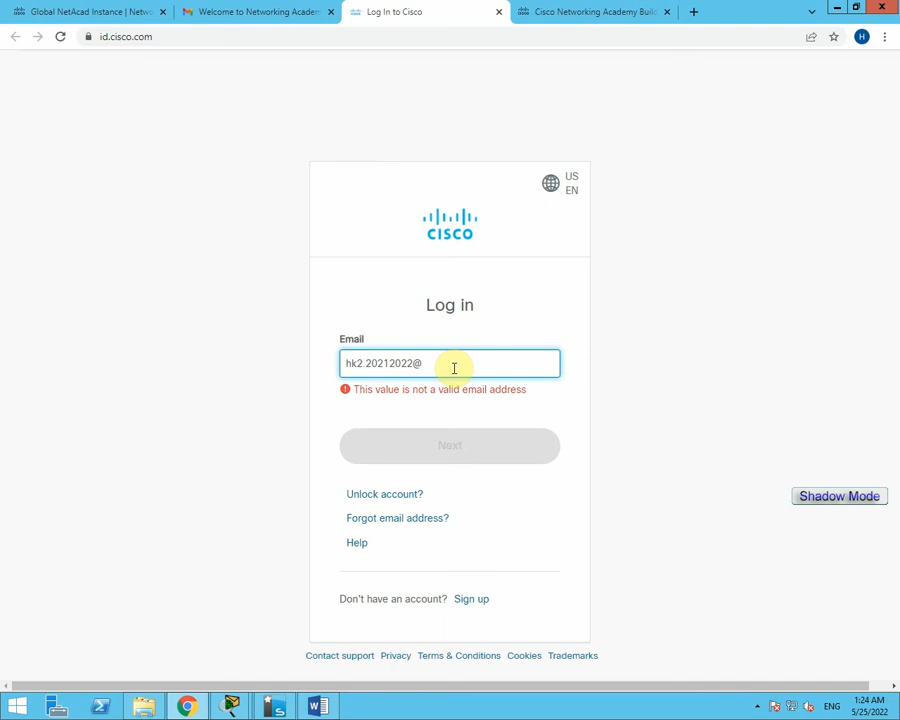 Global NetAcad Instance | Netwo
Welcome to Networking Academ
Log In to Cisco
Cisco Networking Academy Build
id.cisco.com
H
US
EN
CISCO
Log in
Email
hk2.20212022@
This value is not a valid email address
Next
Shadow Mode
Unlock account?
Forgot email address?
Help
Don't have an account? Sign up
Contact support Privacy Terms & Conditions Cookies Trademarks
ENG
1:24 AM
5/25/2022